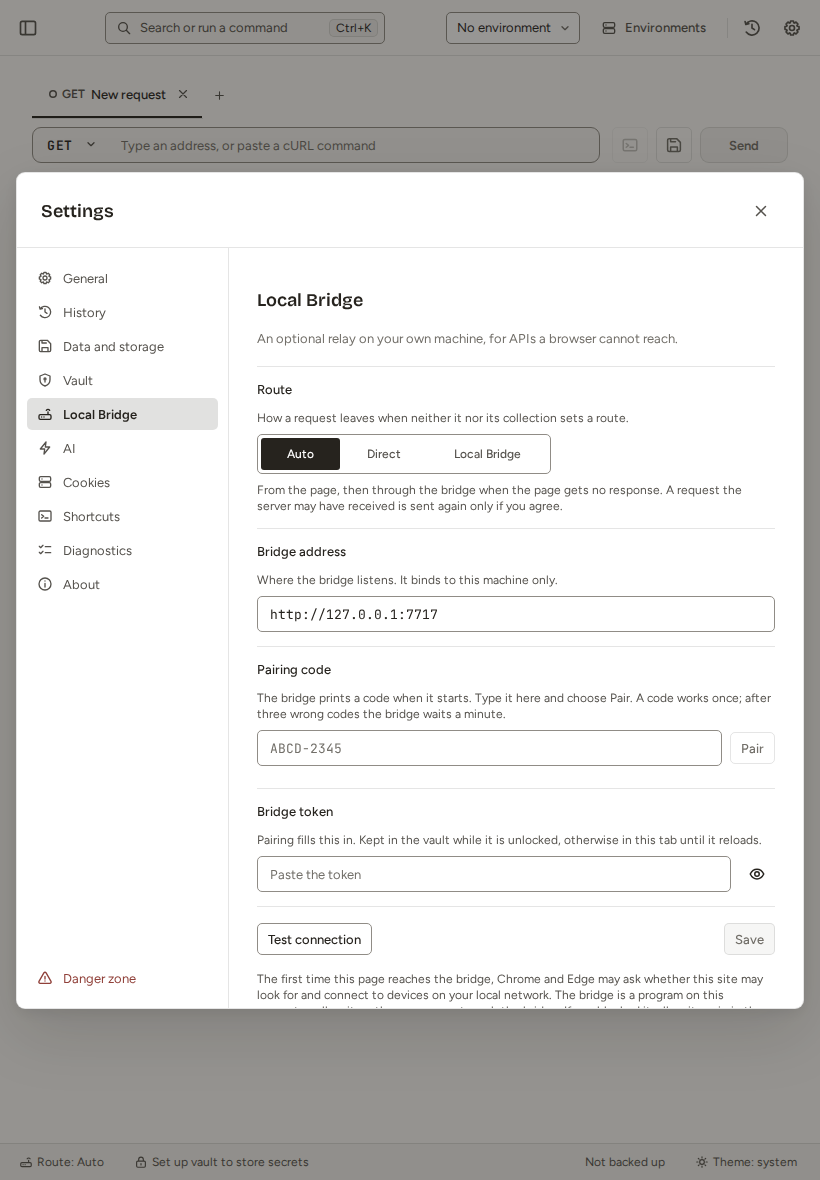 Search or run a command
Ctrl+K
No environment
Environments
GET New request
GET
Type an address, or paste a cURL command
Send
Settings
General
History
Data and storage
Vault
Local Bridge
AI
Cookies
Shortcuts
Diagnostics
About
Danger zone
Local Bridge
An optional relay on your own machine, for APIs a browser cannot reach.
Route
How a request leaves when neither it nor its collection sets a route.
Auto
Direct
Local Bridge
From the page, then through the bridge when the page gets no response. A request the
server may have received is sent again only if you agree.
Bridge address
Where the bridge listens. It binds to this machine only.
http://127.0.0.1:7717
Pairing code
The bridge prints a code when it starts. Type it here and choose Pair. A code works once; after
three wrong codes the bridge waits a minute.
ABCD-2345
Pair
Bridge token
Pairing fills this in. Kept in the vault while it is unlocked, otherwise in this tab until it reloads.
Paste the token
Test connection
Save
The first time this page reaches the bridge, Chrome and Edge may ask whether this site may
look for and connect to devices on your local network. The bridge is a program on this
Route: Auto
Set up vault to store secrets
Not backed up
Theme: system